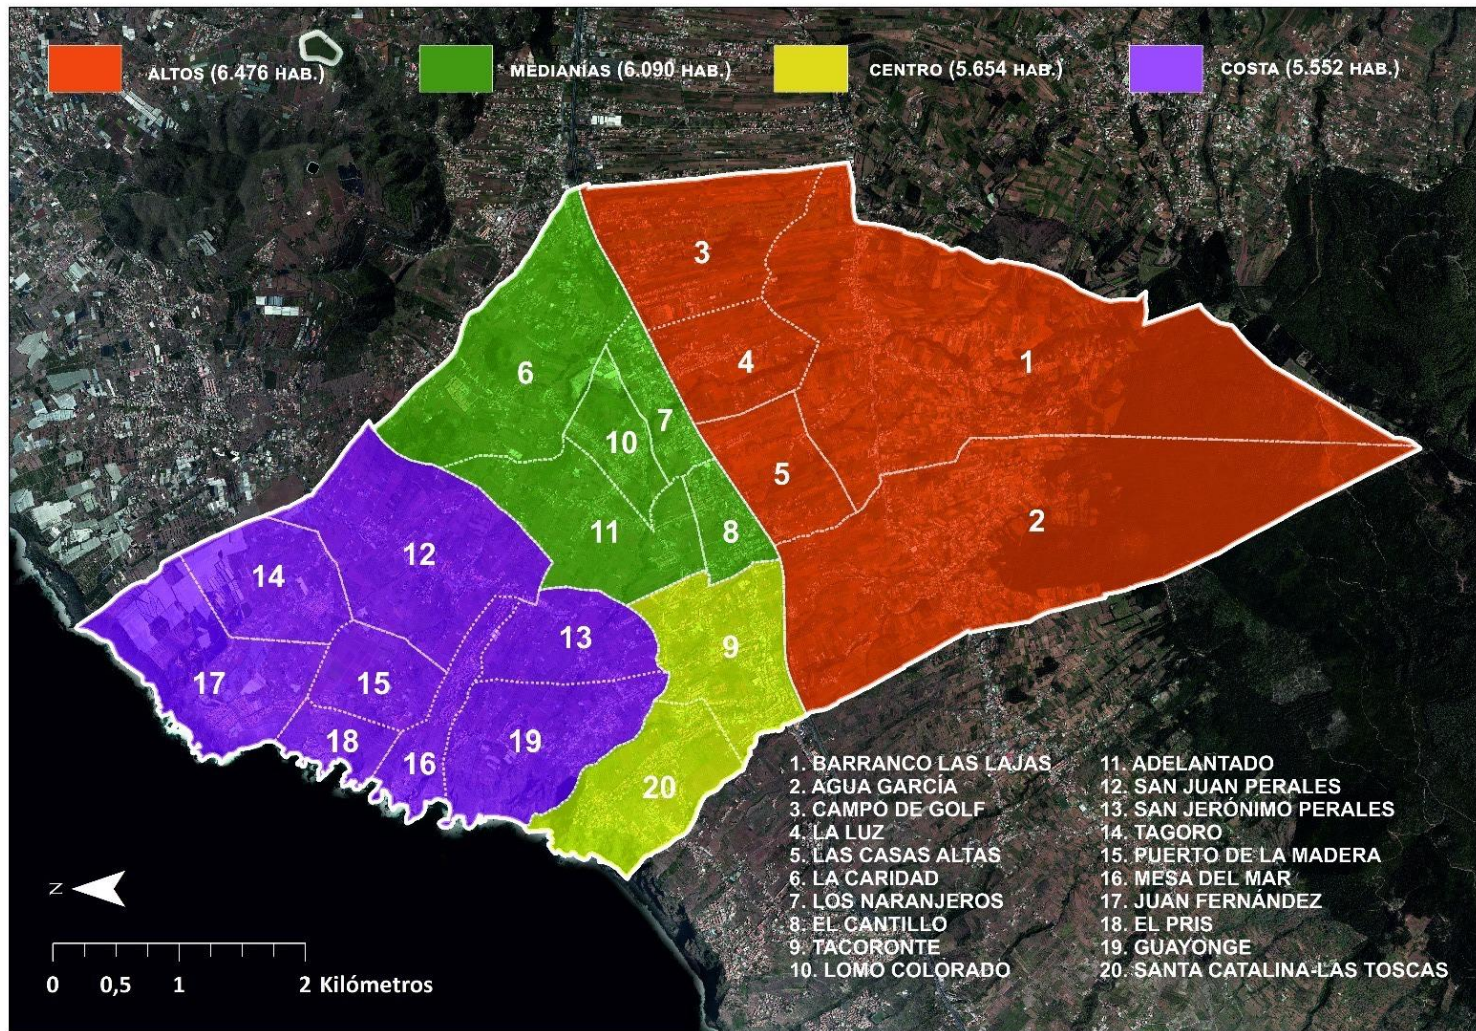 ALTOS (6.476 HAB.)
MEDIANÍAS (6.090 HAB.)
CENTRO (5.654 HAB.)
COSTA (5.552 HAB.)
3
1
6
4
7
10
5
11
8
2
12
14
13
9
15
17
19
18
16
20
1. BARRANCO LAS LAJAS
2. AGUA GARCÍA
3. CAMPO DE GOLF
4. LA LUZ
5. LAS CASAS ALTAS
6. LA CARIDAD
7. LOS NARANJEROS
8. EL CANTILLO
9. TACORONTE
10. LOMO COLORADO
11. ADELANTADO
12. SAN JUAN PERALES
13. SAN JERÓNIMO PERALES
14. TAGORO
15. PUERTO DE LA MADERA
16. MESA DEL MAR
17. JUAN FERNÁNDEZ
18. EL PRIS
19. GUAYONGE
20. SANTA CATALINA-LAS TOSCAS
N
0 0,5 1 2 Kilómetros